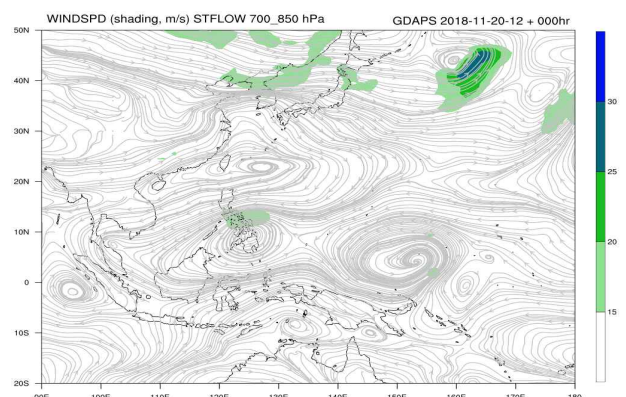 WINDSPD (shading, m/s) STFLOW 700_850 hPa GDAPS 2018-11-20-12 + 000hr
50N
40N
30N
20N
10N
0
10S
20S
30
25
20
15